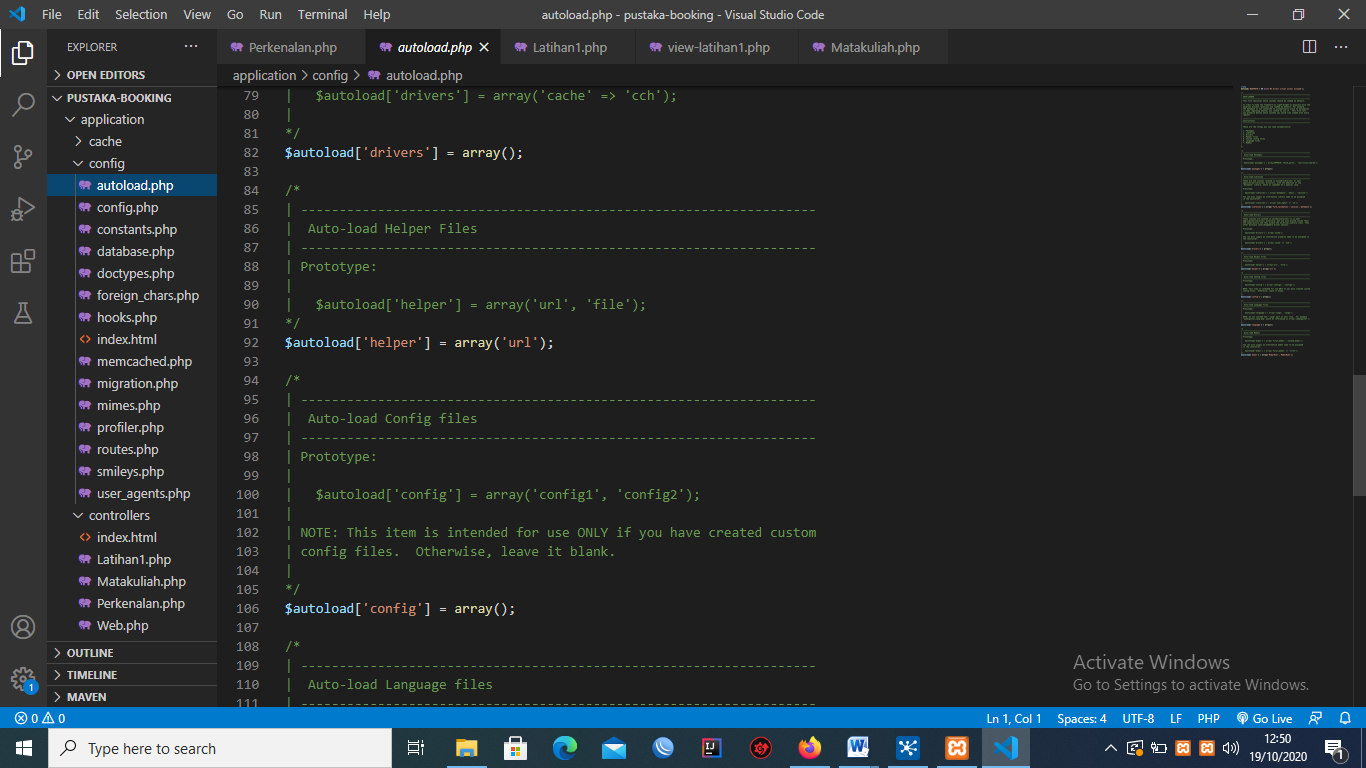 File Edit Selection View Go Run Terminal Help
autoload.php - pustaka-booking - Visual Studio Code
EXPLORER
OPEN EDITORS
PUSTAKA-BOOKING
application
cache
config
autoload.php
config.php
constants.php
database.php
doctypes.php
foreign_chars.php
hooks.php
index.html
memcached.php
migration.php
mimes.php
profiler.php
routes.php
smileys.php
user_agents.php
controllers
index.html
Latihan1.php
Matakuliah.php
Perkenalan.php
Web.php
OUTLINE
TIMELINE
MAVEN
Perkenalan.php autoload.php Latihan1.php view-latihan1.php Matakuliah.php
application > config > autoload.php
79 |   $autoload['drivers'] = array('cache' => 'cch');
80 |
81 */
82 $autoload['drivers'] = array();
83
84 /*
85 | -------------------------------------------------------------------
86 |  Auto-load Helper Files
87 | -------------------------------------------------------------------
88 | Prototype:
89 |
90 |   $autoload['helper'] = array('url', 'file');
91 */
92 $autoload['helper'] = array('url');
93
94 /*
95 | -------------------------------------------------------------------
96 |  Auto-load Config files
97 | -------------------------------------------------------------------
98 | Prototype:
99 |
100 |   $autoload['config'] = array('config1', 'config2');
101 |
102 | NOTE: This item is intended for use ONLY if you have created custom
103 | config files.  Otherwise, leave it blank.
104 |
105 */
106 $autoload['config'] = array();
107
108 /*
109 | -------------------------------------------------------------------
110 |  Auto-load Language files
111 | -------------------------------------------------------------------
Activate Windows
Go to Settings to activate Windows.
1
0 0
Ln 1, Col 1 Spaces: 4 UTF-8 LF PHP Go Live
Type here to search
12:50
19/10/2020
1